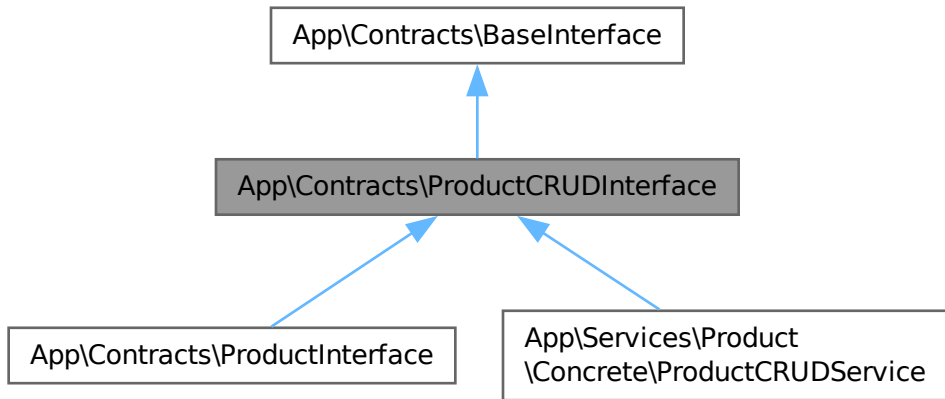 App\Contracts\BaseInterface
App\Contracts\ProductCRUDInterface
App\Contracts\ProductInterface
App\Services\Product
\Concrete\ProductCRUDService